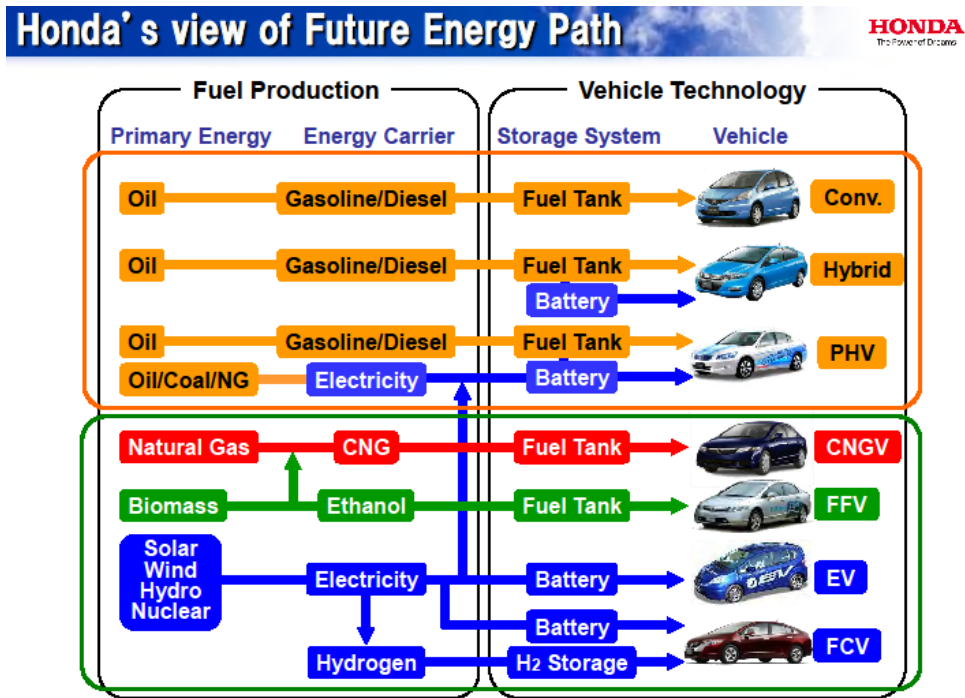 Honda's view of Future Energy Path
HONDA
The Power of Dreams
Fuel Production
Vehicle Technology
Primary Energy
Energy Carrier
Storage System
Vehicle
Oil
Gasoline/Diesel
Fuel Tank
Conv.
Oil
Gasoline/Diesel
Fuel Tank
Hybrid
Battery
Oil
Gasoline/Diesel
Fuel Tank
PHV
Oil/Coal/NG
Electricity
Battery
Natural Gas
CNG
Fuel Tank
CNGV
Biomass
Ethanol
Fuel Tank
FFV
Solar
Wind
Hydro
Nuclear
Electricity
Battery
EV
Battery
FCV
Hydrogen
H2 Storage